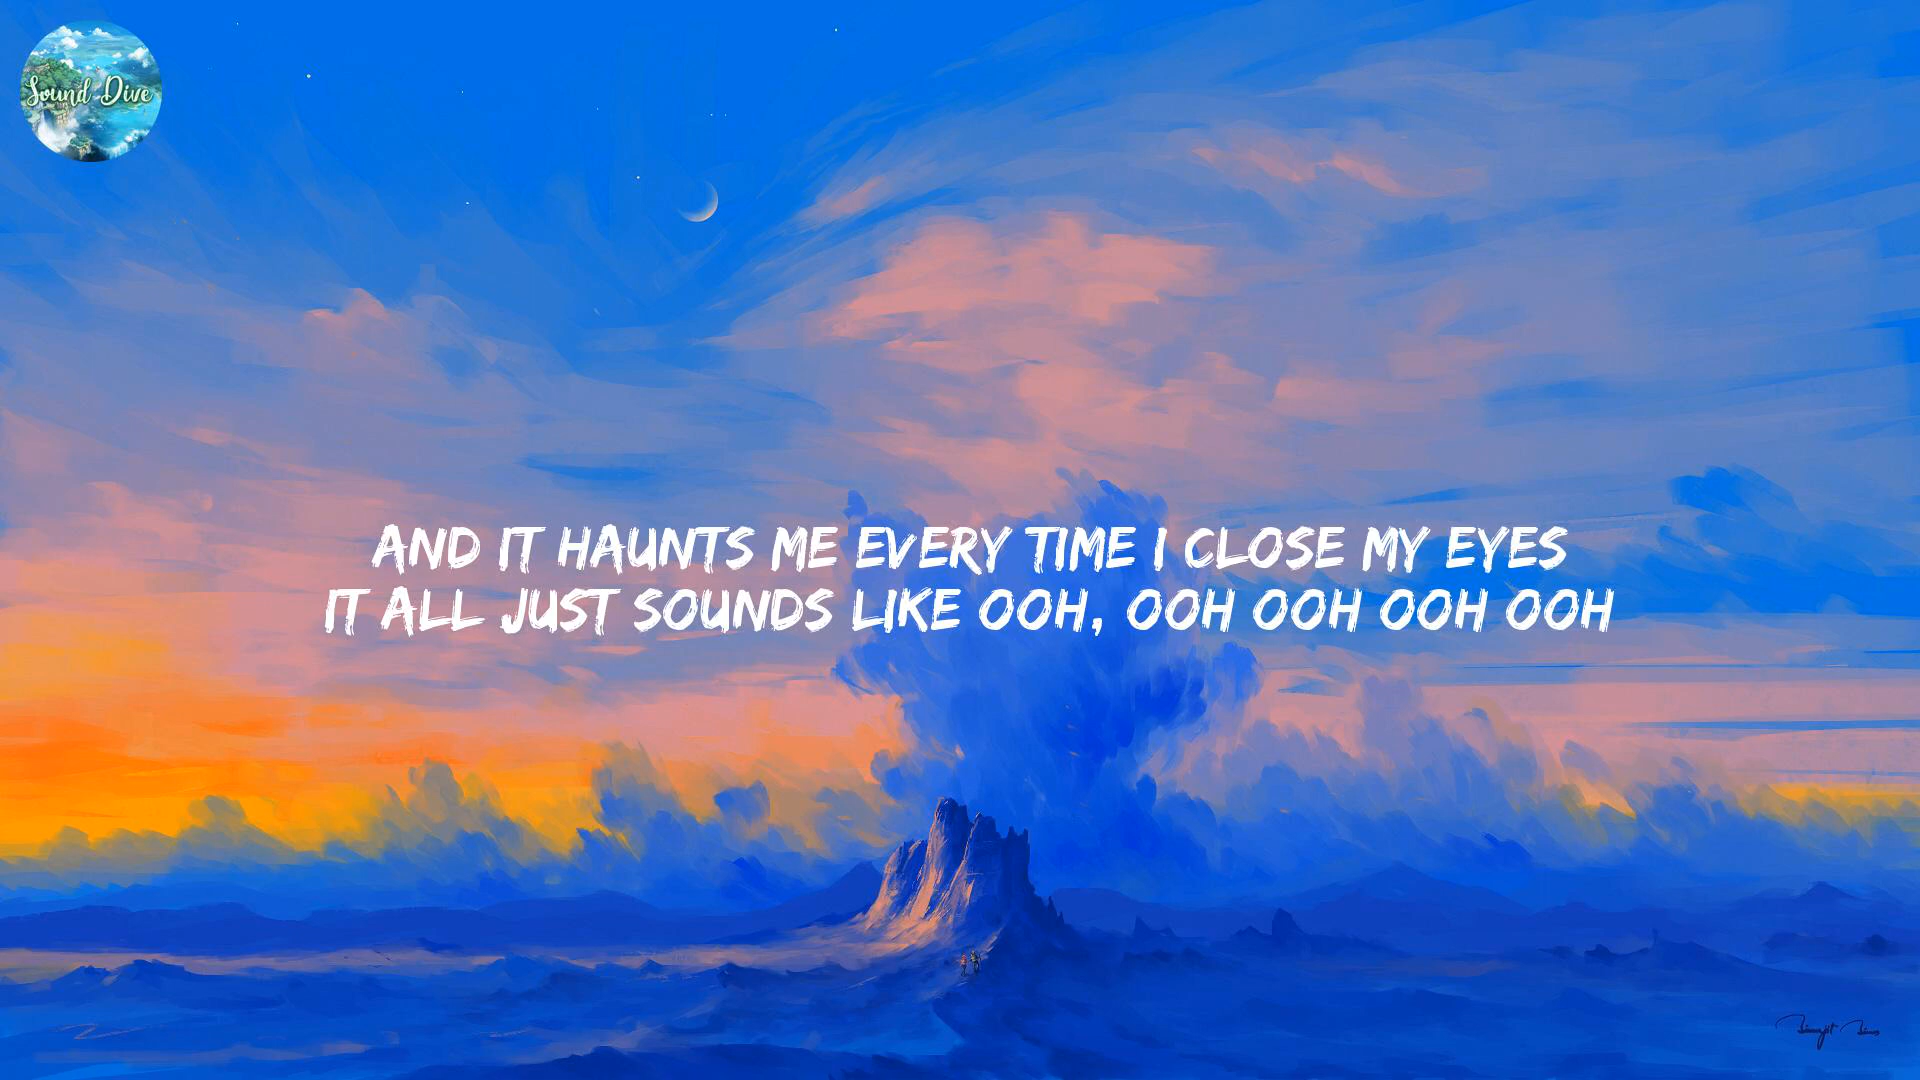 Sound Dive
AND IT HAUNTS ME EVERY TIME I CLOSE MY EYES
IT ALL JUST SOUNDS LIKE OOH, OOH OOH OOH OOH